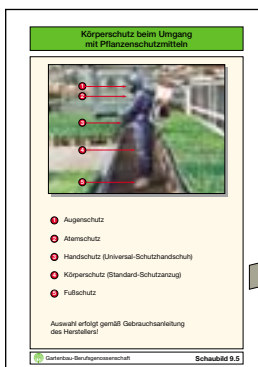 Körperschutz beim Umgang
mit Pflanzenschutzmitteln
1
2
3
4
5
1 Augenschutz
2 Atemschutz
3 Handschutz (Universal-Schutzhandschuh)
4 Körperschutz (Standard-Schutzanzug)
5 Fußschutz
Auswahl erfolgt gemäß Gebrauchsanleitung
des Herstellers!
Gartenbau-Berufsgenossenschaft Schaubild 9.5